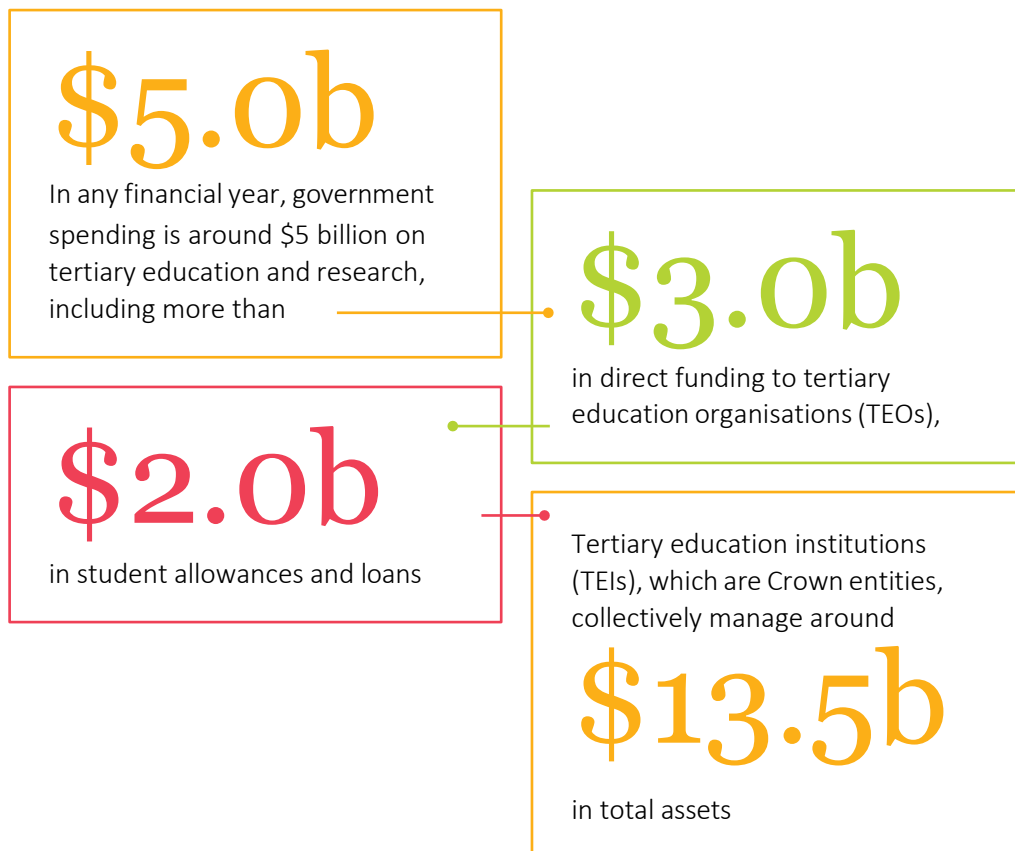 $5.0b
In any financial year, government
spending is around $5 billion on
tertiary education and research,
including more than
$3.0b
in direct funding to tertiary
education organisations (TEOs),
$2.0b
in student allowances and loans
Tertiary education institutions
(TEIs), which are Crown entities,
collectively manage around
$13.5b
in total assets